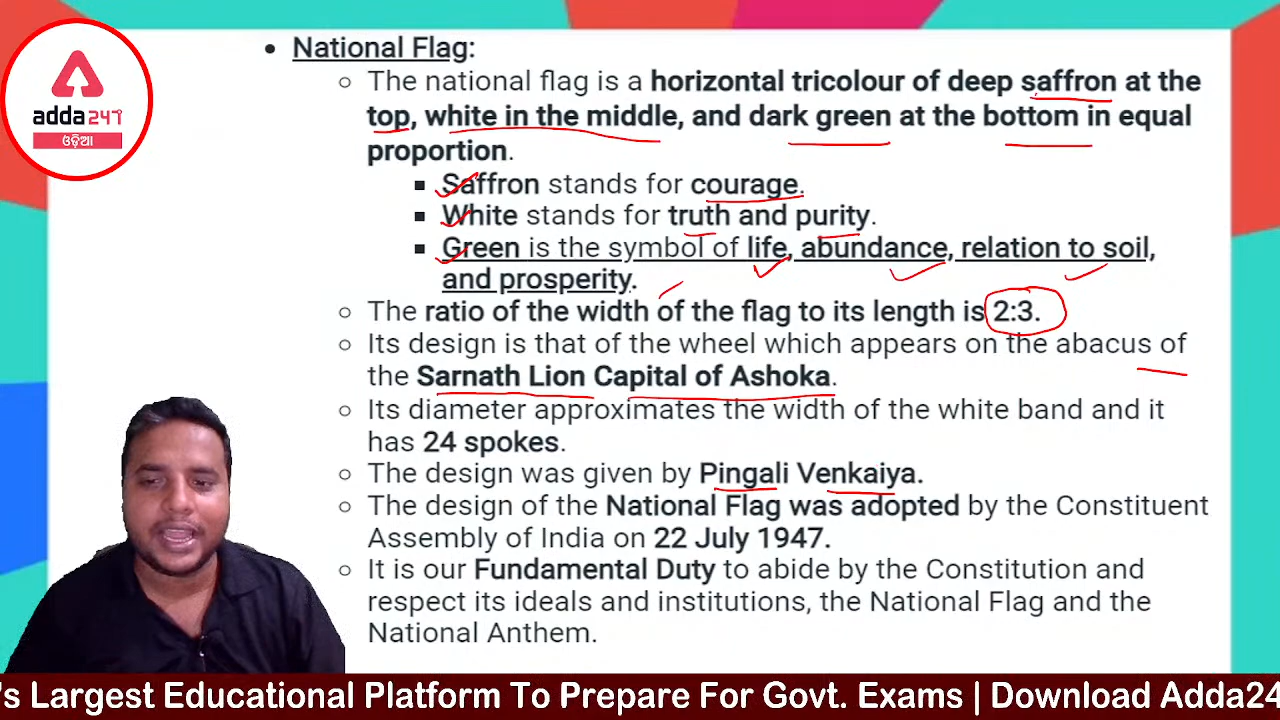 adda247
ଓଡ଼ିଆ
• National Flag:
○ The national flag is a horizontal tricolour of deep saffron at the
top, white in the middle, and dark green at the bottom in equal
proportion.
▪ Saffron stands for courage.
▪ White stands for truth and purity.
▪ Green is the symbol of life, abundance, relation to soil,
and prosperity.
○ The ratio of the width of the flag to its length is 2:3.
○ Its design is that of the wheel which appears on the abacus of
the Sarnath Lion Capital of Ashoka.
○ Its diameter approximates the width of the white band and it
has 24 spokes.
○ The design was given by Pingali Venkaiya.
○ The design of the National Flag was adopted by the Constituent
Assembly of India on 22 July 1947.
○ It is our Fundamental Duty to abide by the Constitution and
respect its ideals and institutions, the National Flag and the
National Anthem.
's Largest Educational Platform To Prepare For Govt. Exams | Download Adda24